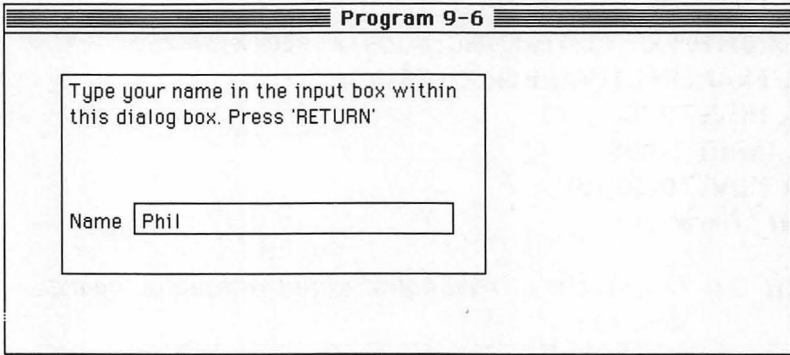 Program 9-6
Type your name in the input box within
this dialog box. Press 'RETURN'
Name Phil